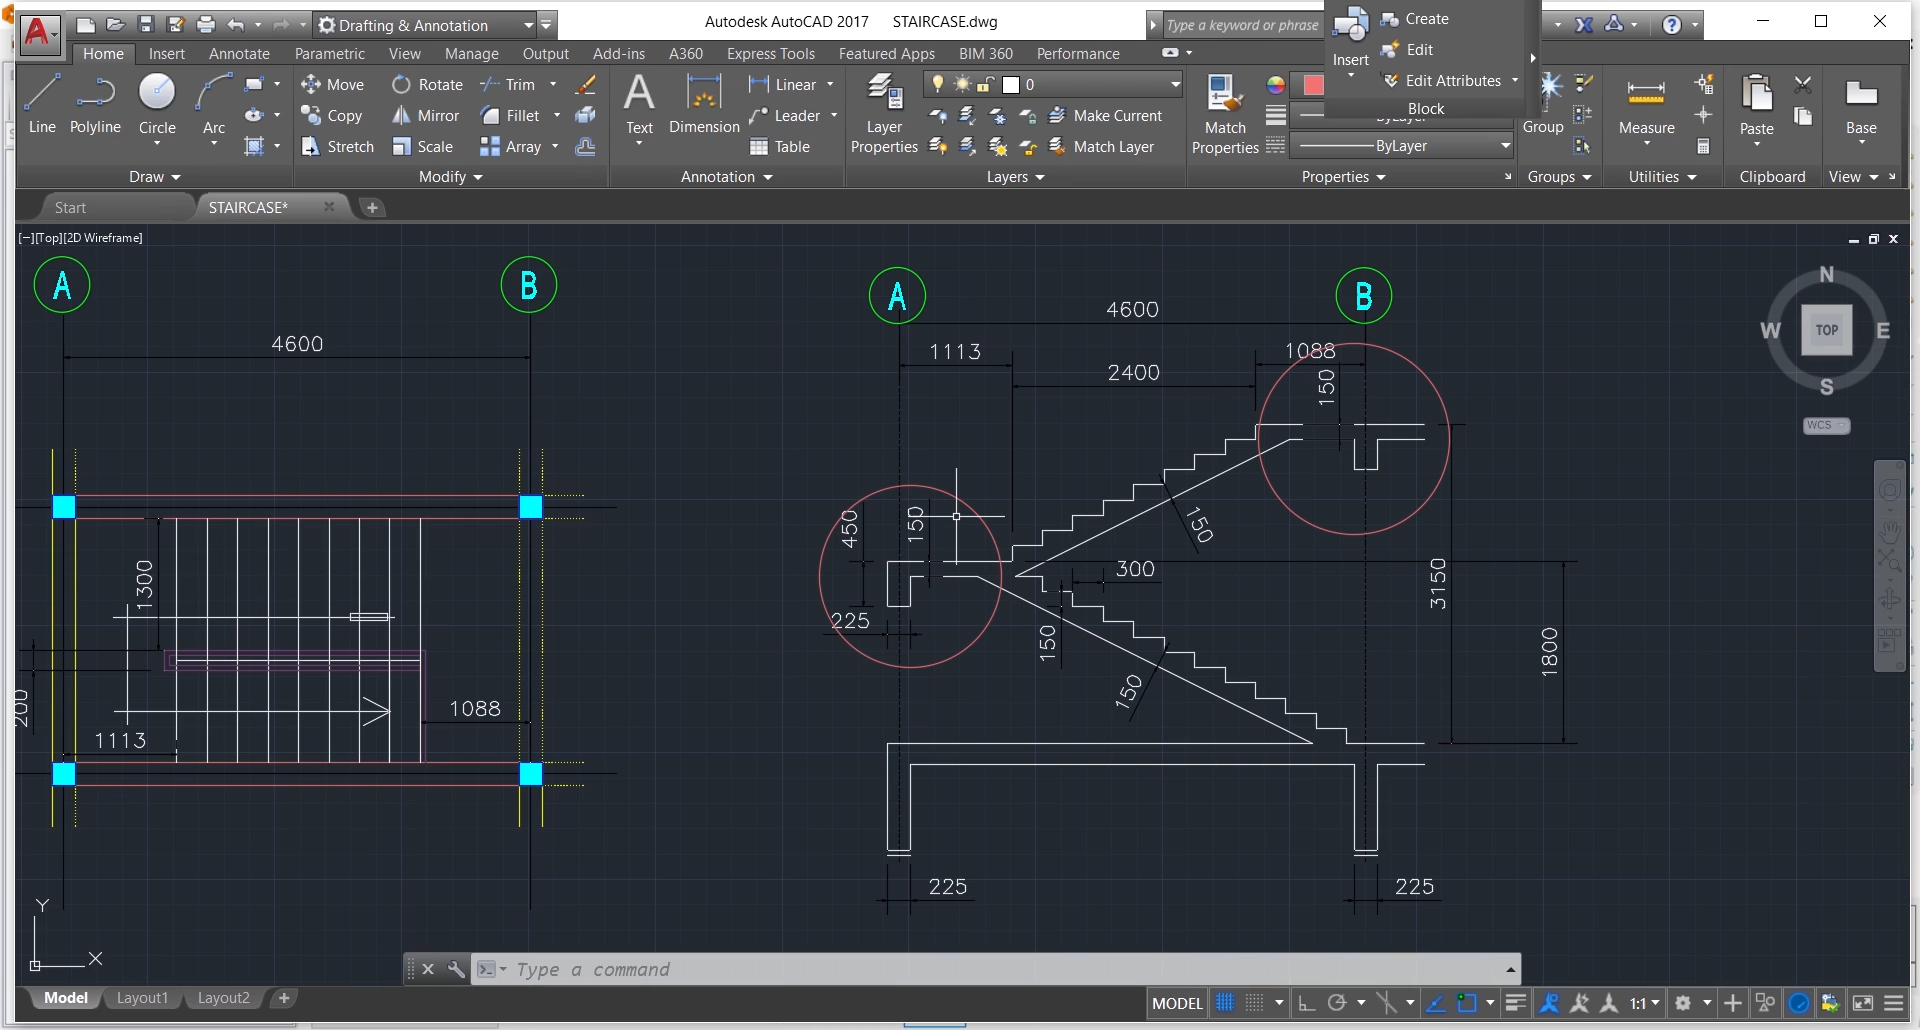 Drafting & Annotation
Autodesk AutoCAD 2017 STAIRCASE.dwg
Type a keyword or phrase
Home Insert Annotate Parametric View Manage Output Add-ins A360 Express Tools Featured Apps BIM 360 Performance
Create
Edit
Edit Attributes
Insert
Block
Line Polyline Circle Arc
Draw
Move Rotate Trim
Copy Mirror Fillet
Stretch Scale Array
Modify
Text Dimension
Linear
Leader
Table
Annotation
Layer Properties
0
Make Current
Match Layer
Layers
Match Properties
ByLayer
ByLayer
Properties
Group
Groups
Measure
Utilities
Paste
Clipboard
Base
View
Start STAIRCASE*
[−][Top][2D Wireframe]
A B
4600
1300
200
1113
1088
A B
4600
1113 1088
2400
150
450
150
150
300
225
150
150
3150
1800
225 225
N
W TOP E
S
WCS
Y
X
Type a command
Model Layout1 Layout2
MODEL 1:1